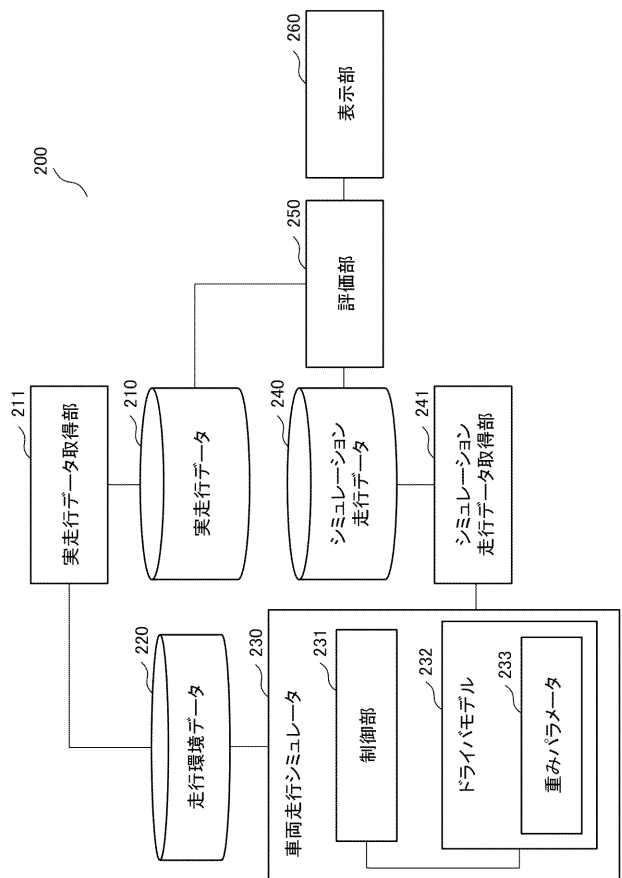 200
211
実走行データ取得部
220
走行環境データ
210
実走行データ
250
評価部
260
表示部
230
車両走行シミュレータ
231
制御部
240
シミュレーション
走行データ
232
ドライバモデル
233
重みパラメータ
241
シミュレーション
走行データ取得部